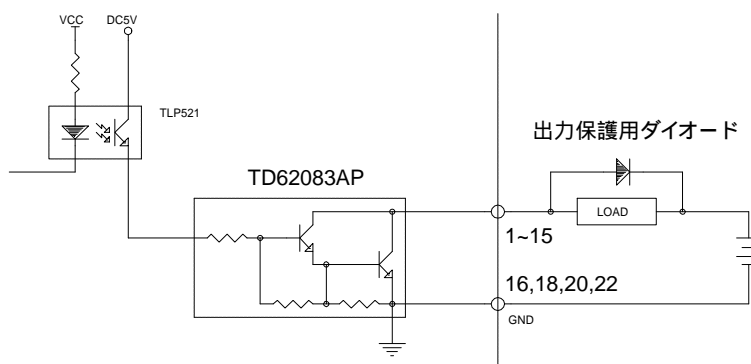 VCC
DC5V
TLP521
出力保護用ダイオード
TD62083AP
LOAD
1~15
16,18,20,22
GND